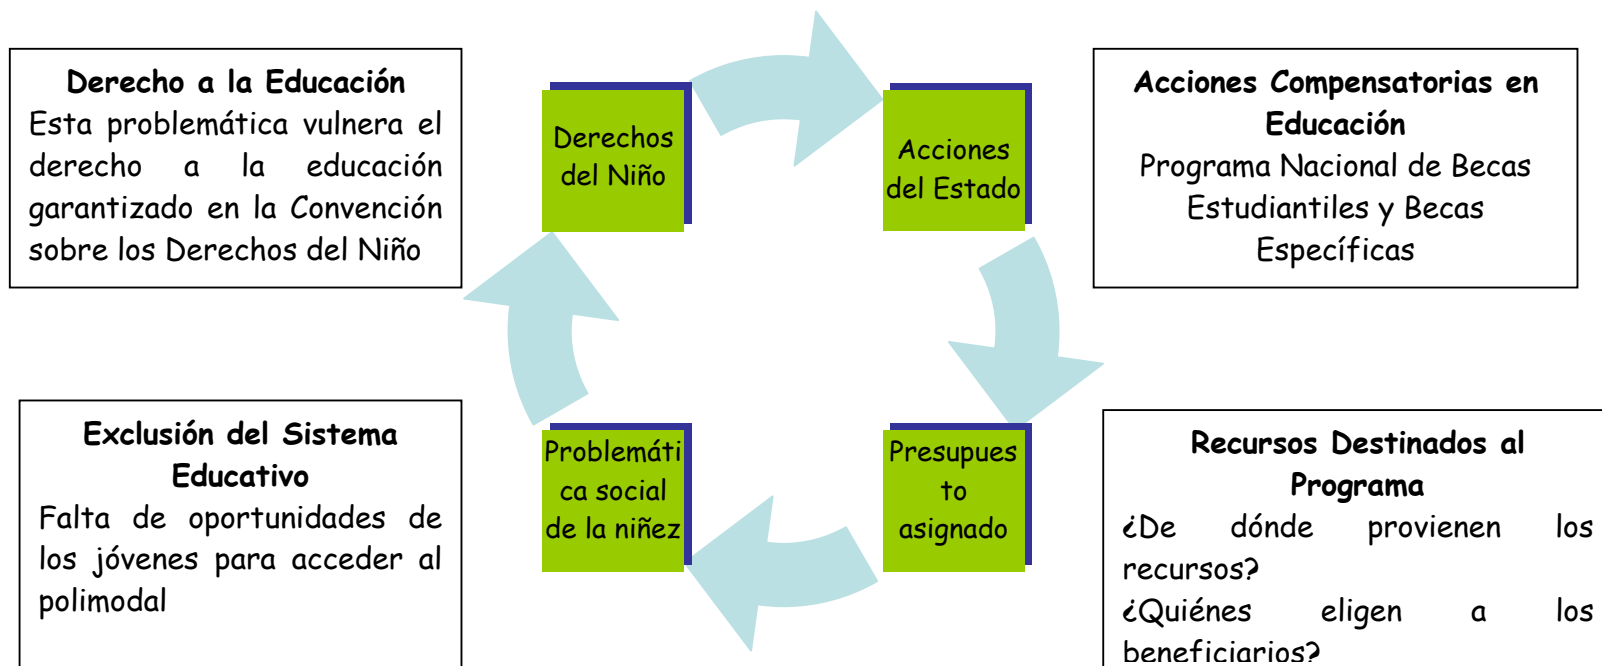 Derecho a la Educación
Esta problemática vulnera el
derecho a la educación
garantizado en la Convención
sobre los Derechos del Niño
Derechos
del Niño
Acciones
del Estado
Acciones Compensatorias en
Educación
Programa Nacional de Becas
Estudiantiles y Becas
Específicas
Exclusión del Sistema
Educativo
Falta de oportunidades de
los jóvenes para acceder al
polimodal
Problemáti
ca social
de la niñez
Presupues
to
asignado
Recursos Destinados al
Programa
¿De dónde provienen los
recursos?
¿Quiénes eligen a los
beneficiarios?